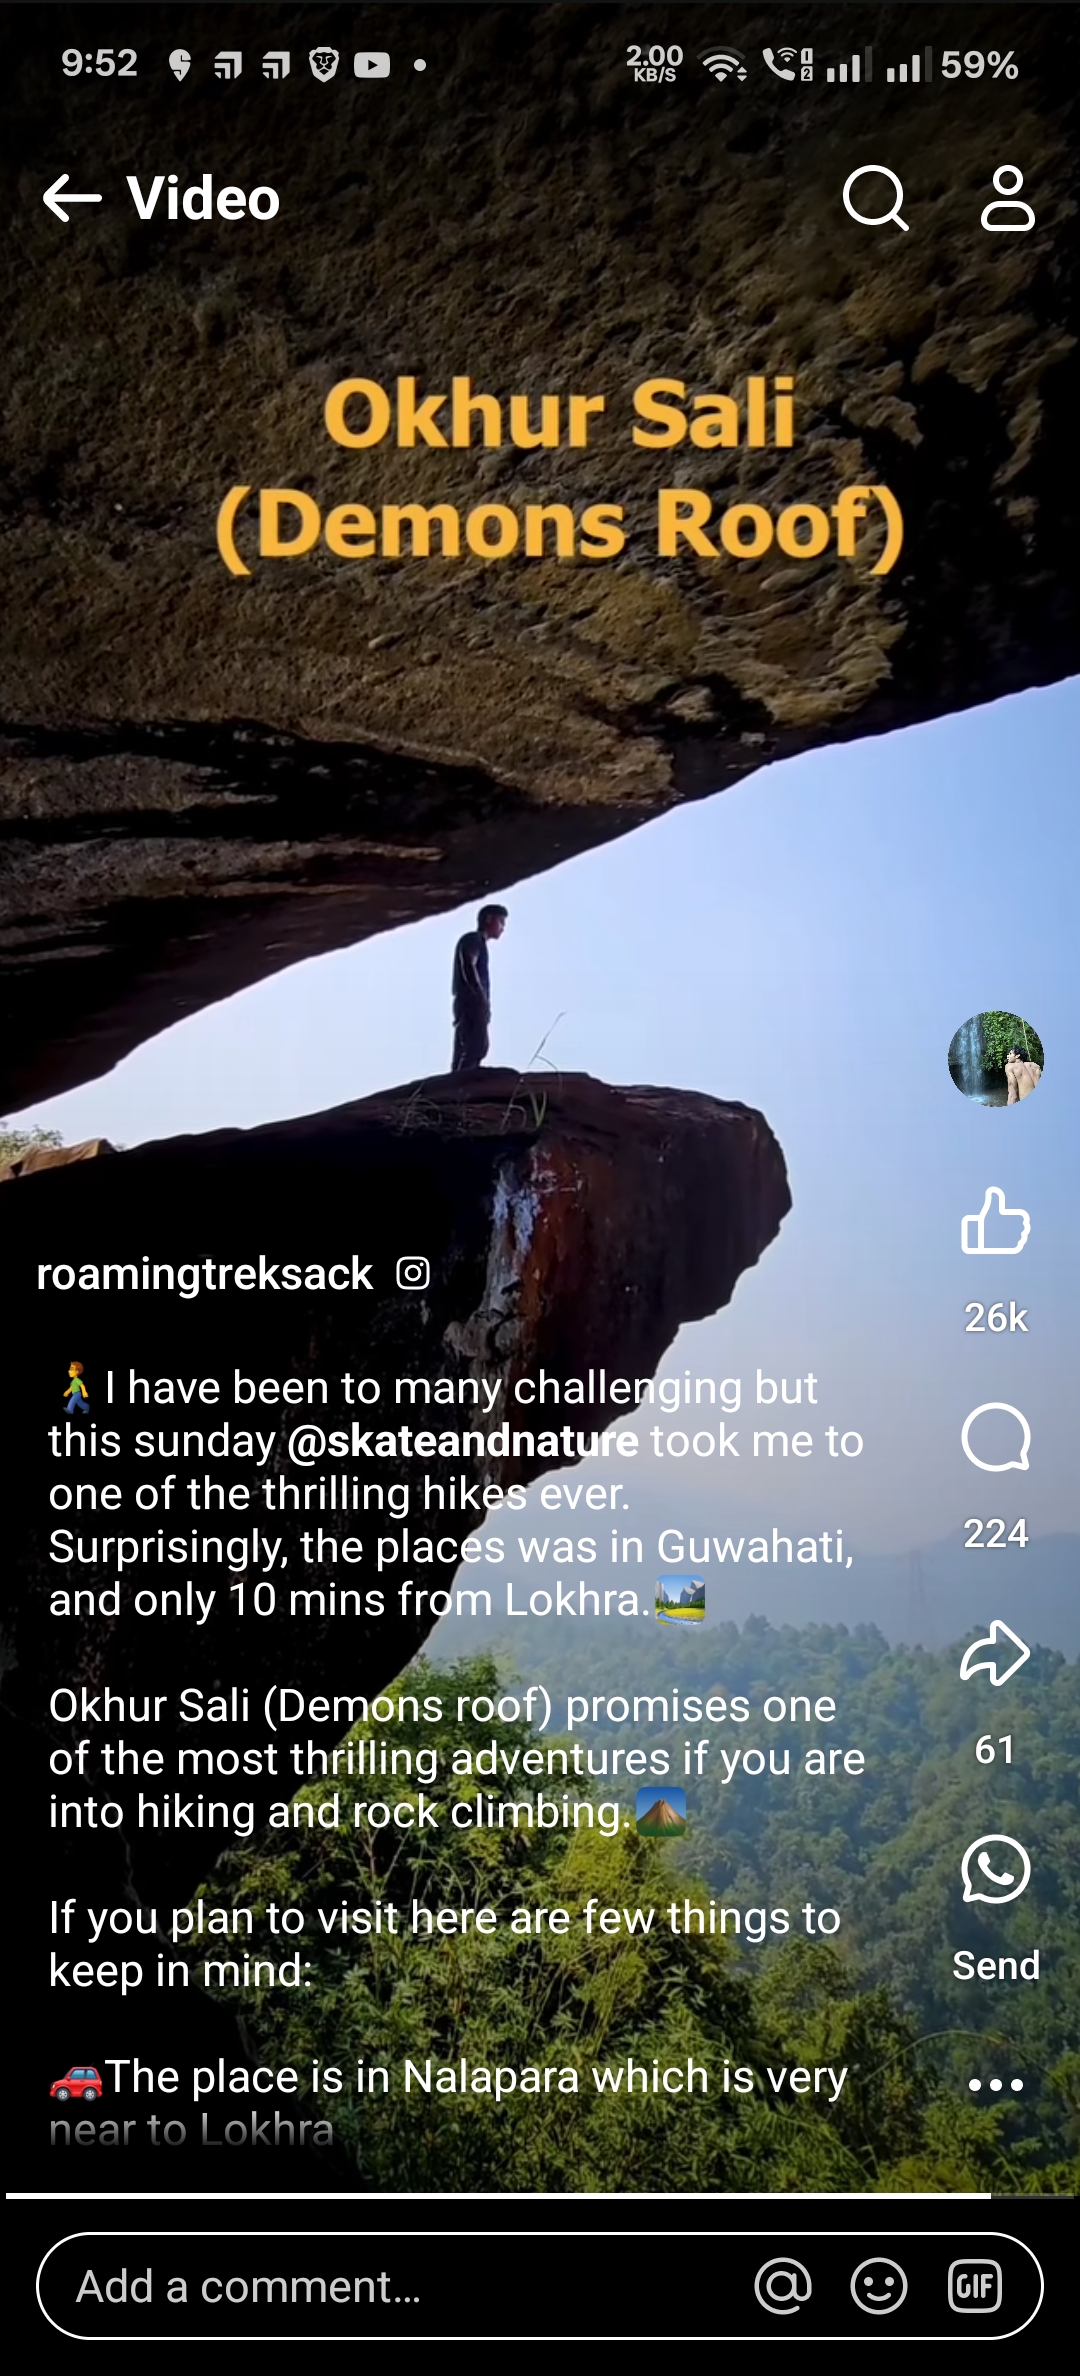 9:52
2.00
KB/S
1
2
59%
Video
Okhur Sali
(Demons Roof)
roamingtreksack
🚶I have been to many challenging but
this sunday @skateandnature took me to
one of the thrilling hikes ever.
Surprisingly, the places was in Guwahati,
and only 10 mins from Lokhra.🏞️
Okhur Sali (Demons roof) promises one
of the most thrilling adventures if you are
into hiking and rock climbing.⛰️
If you plan to visit here are few things to
keep in mind:
🚗The place is in Nalapara which is very
near to Lokhra
26k
224
61
Send
Add a comment…
GIF